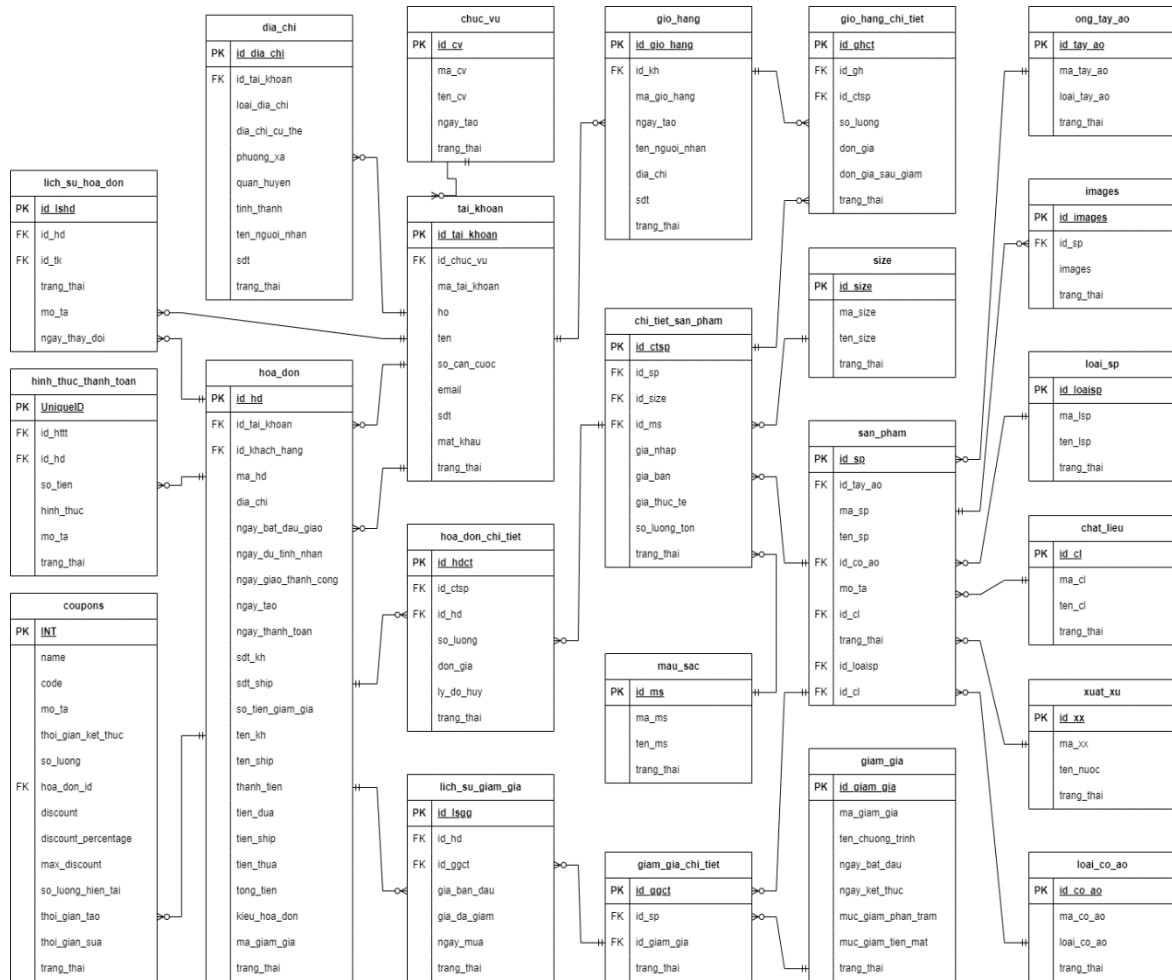 dia_chi
PK id_dia_chi
FK id_tai_khoan
loai_dia_chi
dia_chi_cu_the
phuong_xa
quan_huyen
tinh_thanh
ten_nguoi_nhan
sdt
trang_thai
chuc_vu
PK id_cv
ma_cv
ten_cv
ngay_tao
trang_thai
gio_hang
PK id_gio_hang
FK id_kh
ma_gio_hang
ngay_tao
ten_nguoi_nhan
dia_chi
sdt
trang_thai
gio_hang_chi_tiet
PK id_ghct
FK id_gh
FK id_ctsp
so_luong
don_gia
don_gia_sau_giam
trang_thai
ong_tay_ao
PK id_tay_ao
ma_tay_ao
loai_tay_ao
trang_thai
lich_su_hoa_don
PK id_lshd
FK id_hd
FK id_tk
trang_thai
mo_ta
ngay_thay_doi
tai_khoan
PK id_tai_khoan
FK id_chuc_vu
ma_tai_khoan
ho
ten
so_can_cuoc
email
sdt
mat_khau
trang_thai
images
PK id_images
FK id_sp
images
trang_thai
size
PK id_size
ma_size
ten_size
trang_thai
chi_tiet_san_pham
PK id_ctsp
FK id_sp
FK id_size
FK id_ms
gia_nhap
gia_ban
gia_thuc_te
so_luong_ton
trang_thai
loai_sp
PK id_loaisp
ma_lsp
ten_lsp
trang_thai
hinh_thuc_thanh_toan
PK UniqueID
FK id_httt
FK id_hd
so_tien
hinh_thuc
mo_ta
trang_thai
hoa_don
PK id_hd
FK id_tai_khoan
FK id_khach_hang
ma_hd
dia_chi
ngay_bat_dau_giao
ngay_du_tinh_nhan
ngay_giao_thanh_cong
ngay_tao
ngay_thanh_toan
sdt_kh
sdt_ship
so_tien_giam_gia
ten_kh
ten_ship
thanh_tien
tien_dua
tien_ship
tien_thua
tong_tien
kieu_hoa_don
ma_giam_gia
trang_thai
san_pham
PK id_sp
FK id_tay_ao
ma_sp
ten_sp
FK id_co_ao
mo_ta
FK id_cl
trang_thai
FK id_loaisp
FK id_cl
chat_lieu
PK id_cl
ma_cl
ten_cl
trang_thai
hoa_don_chi_tiet
PK id_hdct
FK id_ctsp
FK id_hd
so_luong
don_gia
ly_do_huy
trang_thai
coupons
PK INT
name
code
mo_ta
thoi_gian_ket_thuc
so_luong
FK hoa_don_id
discount
discount_percentage
max_discount
so_luong_hien_tai
thoi_gian_tao
thoi_gian_sua
trang_thai
mau_sac
PK id_ms
ma_ms
ten_ms
trang_thai
xuat_xu
PK id_xx
ma_xx
ten_nuoc
trang_thai
giam_gia
PK id_giam_gia
ma_giam_gia
ten_chuong_trinh
ngay_bat_dau
ngay_ket_thuc
muc_giam_phan_tram
muc_giam_tien_mat
trang_thai
lich_su_giam_gia
PK id_lsgg
FK id_hd
FK id_ggct
gia_ban_dau
gia_da_giam
ngay_mua
trang_thai
giam_gia_chi_tiet
PK id_ggct
FK id_sp
FK id_giam_gia
trang_thai
loai_co_ao
PK id_co_ao
ma_co_ao
loai_co_ao
trang_thai